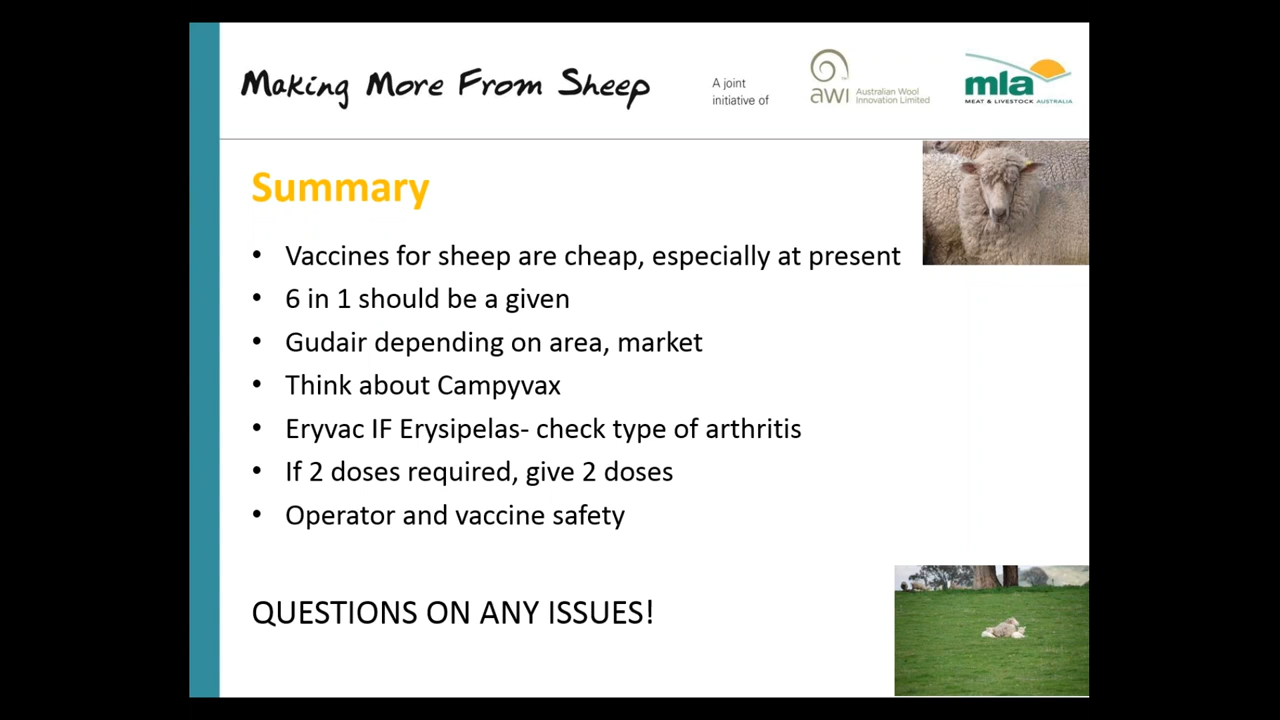 Making More From Sheep
A joint
initiative of
awi
Australian Wool
Innovation Limited
mla
MEAT & LIVESTOCK AUSTRALIA
Summary
• Vaccines for sheep are cheap, especially at present
• 6 in 1 should be a given
• Gudair depending on area, market
• Think about Campyvax
• Eryvac IF Erysipelas- check type of arthritis
• If 2 doses required, give 2 doses
• Operator and vaccine safety
QUESTIONS ON ANY ISSUES!